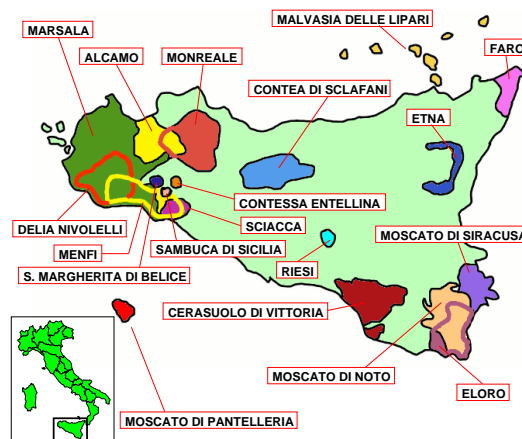 MALVASIA DELLE LIPARI
MARSALA
FARO
ALCAMO
MONREALE
CONTEA DI SCLAFANI
ETNA
CONTESSA ENTELLINA
DELIA NIVOLELLI
SCIACCA
MOSCATO DI SIRACUSA
MENFI
SAMBUCA DI SICILIA
S. MARGHERITA DI BELICE
RIESI
CERASUOLO DI VITTORIA
MOSCATO DI NOTO
ELORO
MOSCATO DI PANTELLERIA